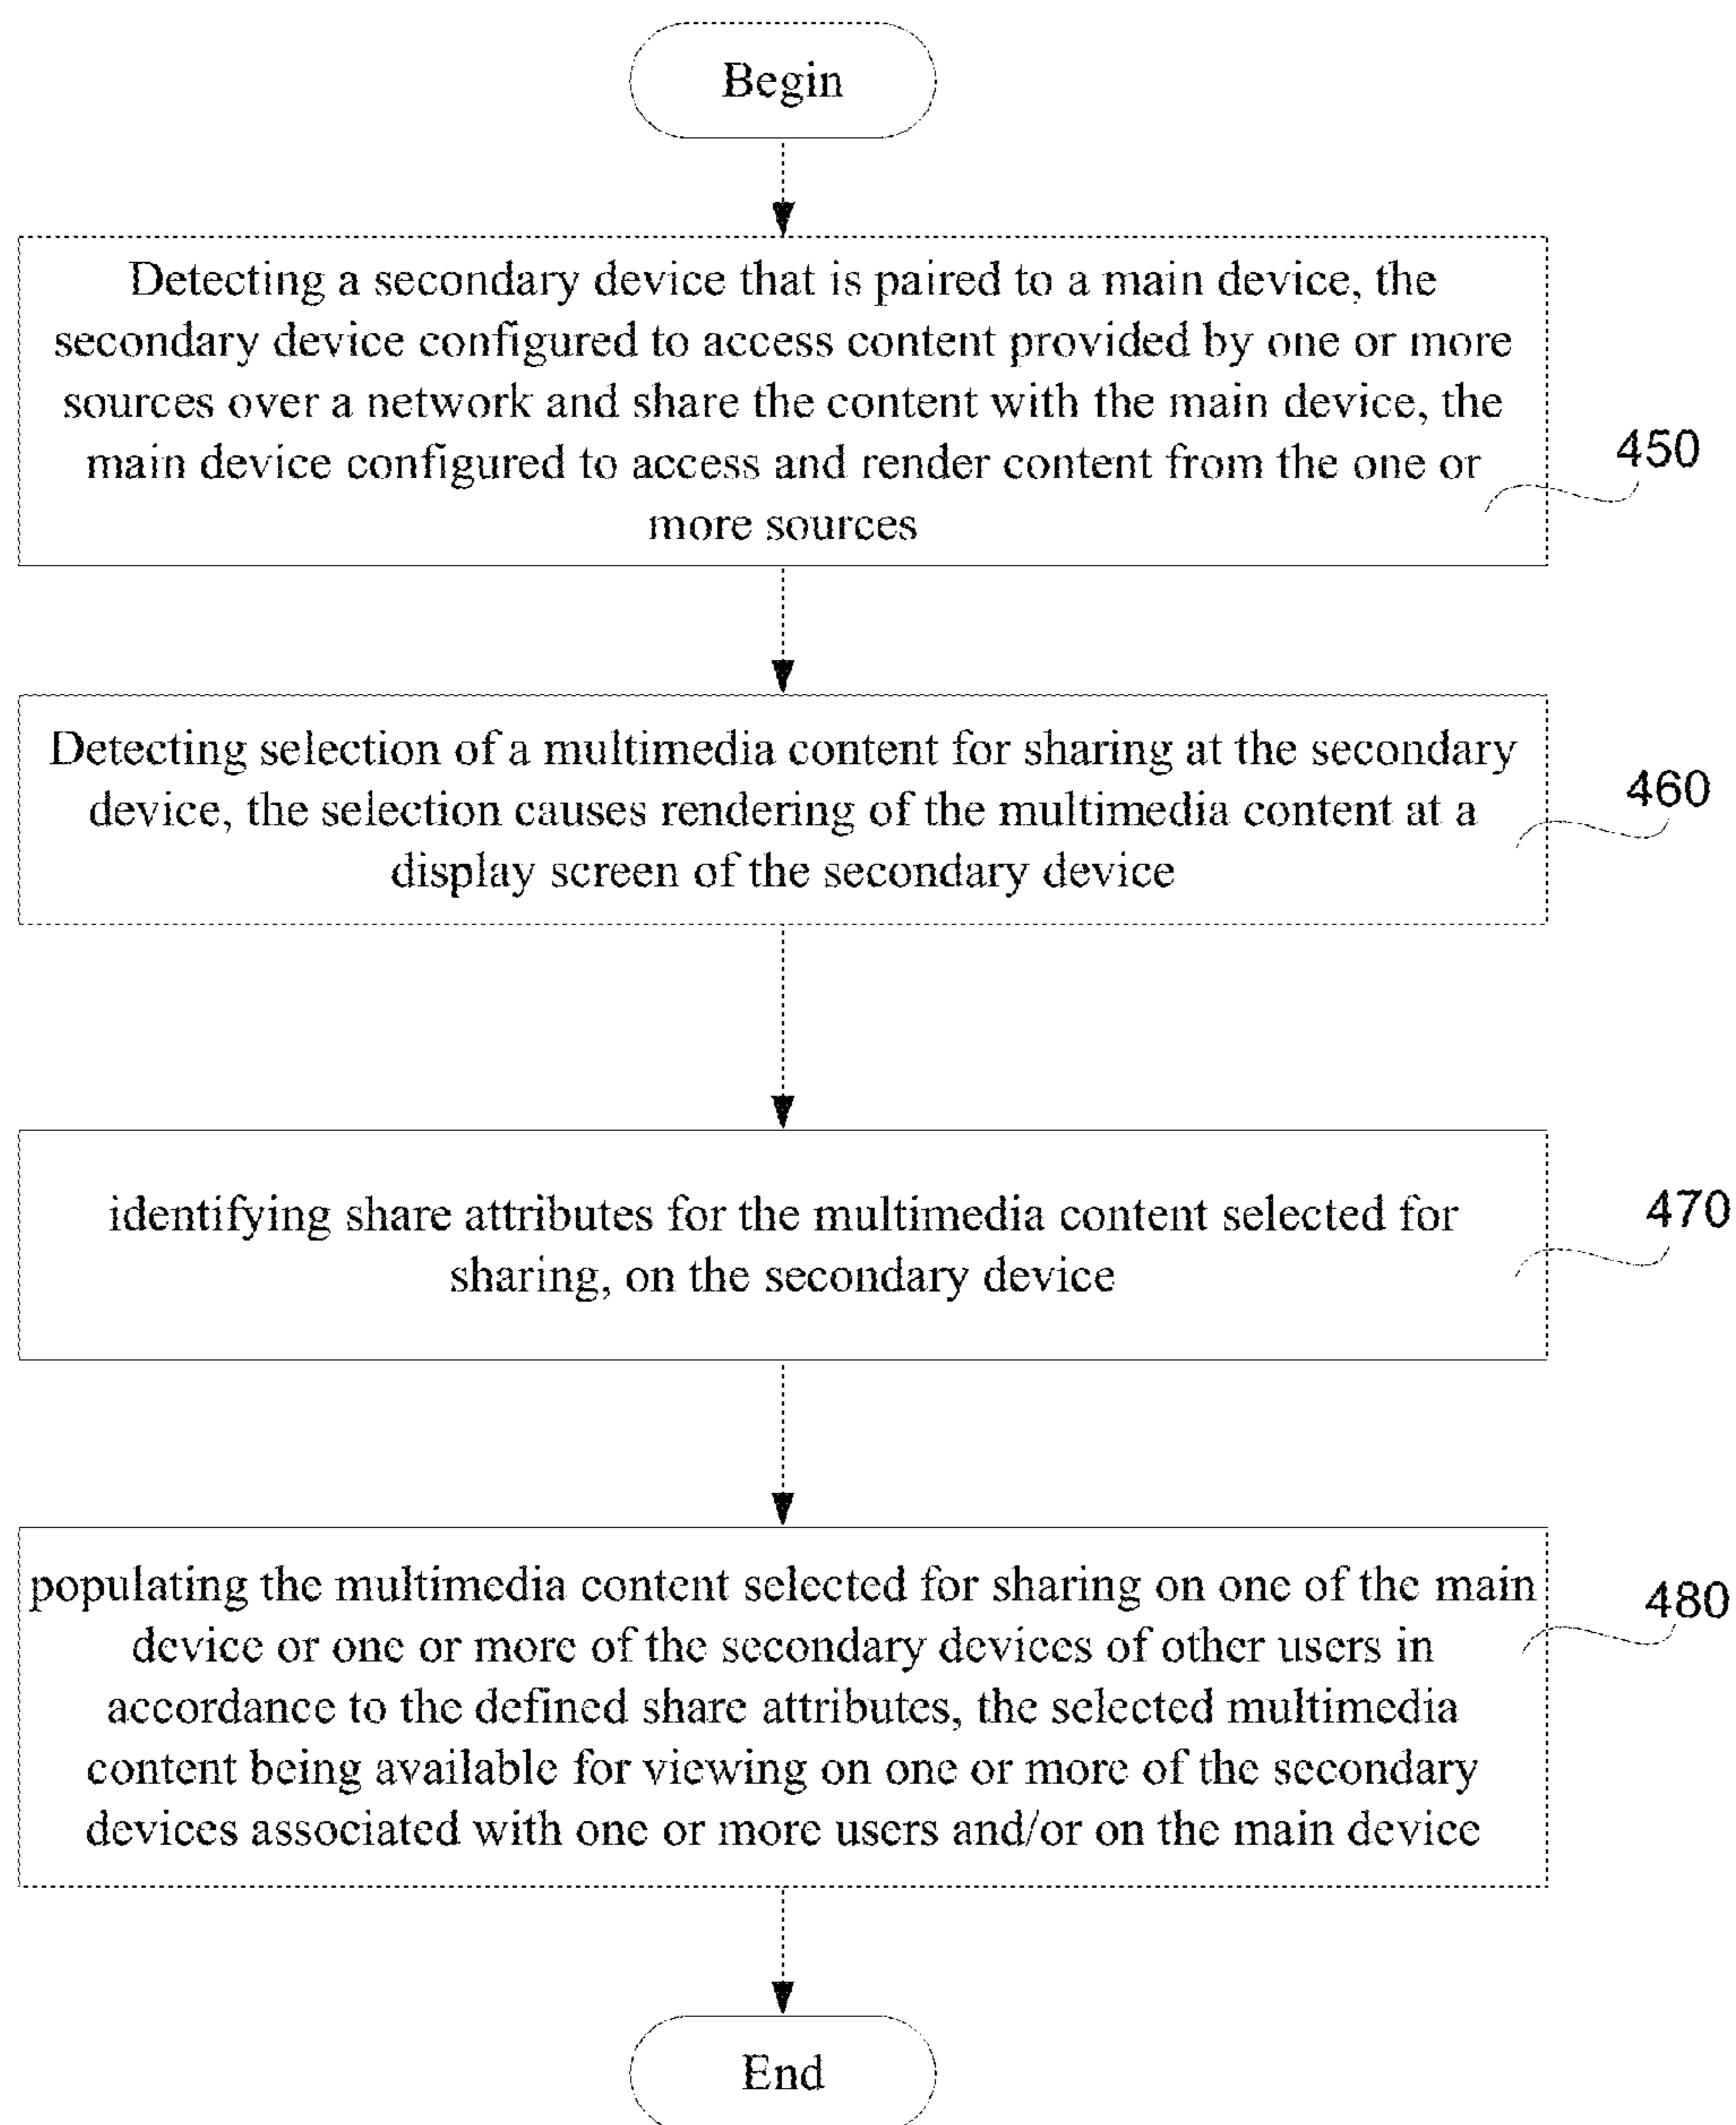 Begin
Detecting a secondary device that is paired to a main device, the
secondary device configured to access content provided by one or more
sources over a network and share the content with the main device, the
main device configured to access and render content from the one or
more sources
450
Detecting selection of a multimedia content for sharing at the secondary
device, the selection causes rendering of the multimedia content at a
display screen of the secondary device
460
identifying share attributes for the multimedia content selected for
sharing, on the secondary device
470
populating the multimedia content selected for sharing on one of the main
device or one or more of the secondary devices of other users in
accordance to the defined share attributes, the selected multimedia
content being available for viewing on one or more of the secondary
devices associated with one or more users and/or on the main device
480
End